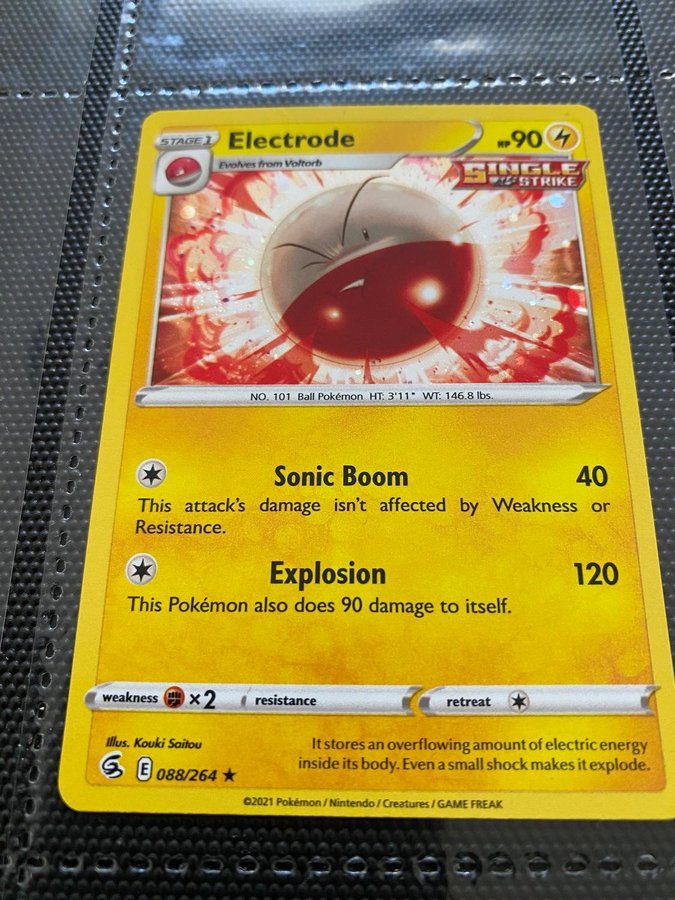 STAGE 1 Electrode HP 90
Evolves from Voltorb
SINGLE
STRIKE
NO. 101 Ball Pokémon HT: 3'11" WT: 146.8 lbs.
Sonic Boom 40
This attack's damage isn't affected by Weakness or
Resistance.
Explosion 120
This Pokémon also does 90 damage to itself.
weakness ×2 resistance retreat
Illus. Kouki Saitou
It stores an overflowing amount of electric energy
inside its body. Even a small shock makes it explode.
E 088/264 ★
©2021 Pokémon / Nintendo / Creatures / GAME FREAK